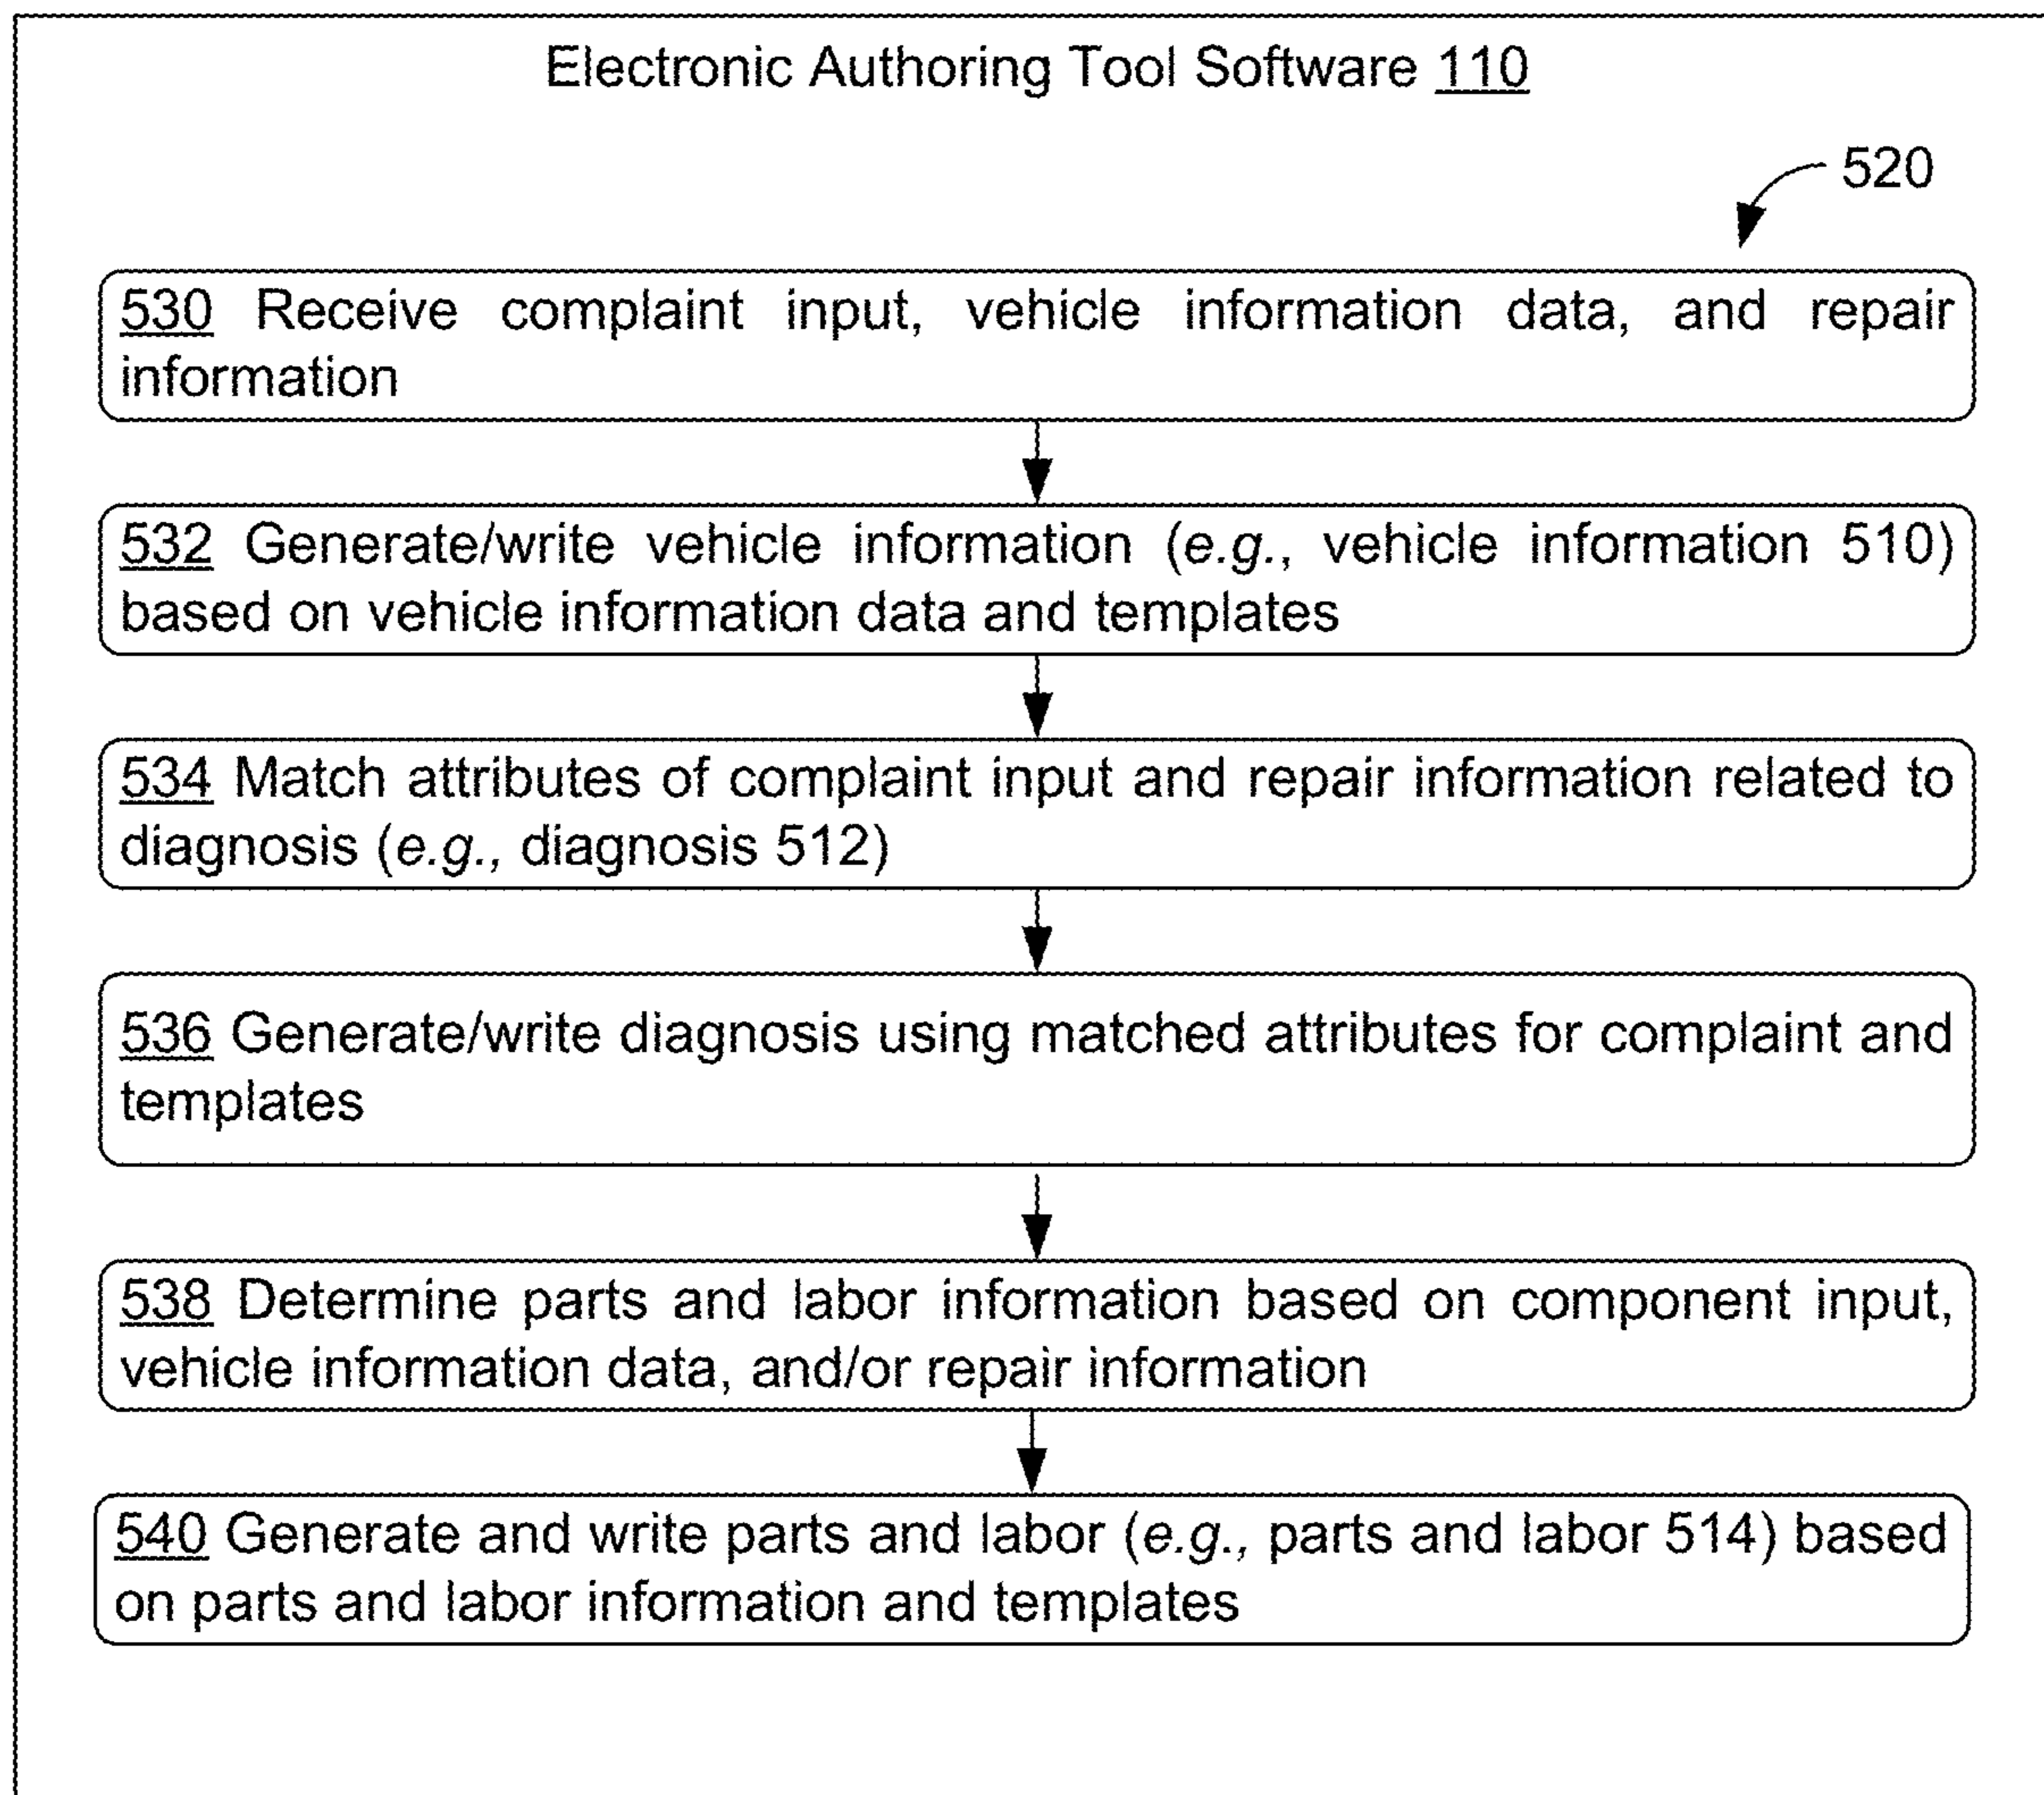 Electronic Authoring Tool Software 110
520
530 Receive complaint input, vehicle information data, and repair
information
532 Generate/write vehicle information (e.g., vehicle information 510)
based on vehicle information data and templates
534 Match attributes of complaint input and repair information related to
diagnosis (e.g., diagnosis 512)
536 Generate/write diagnosis using matched attributes for complaint and
templates
538 Determine parts and labor information based on component input,
vehicle information data, and/or repair information
540 Generate and write parts and labor (e.g., parts and labor 514) based
on parts and labor information and templates